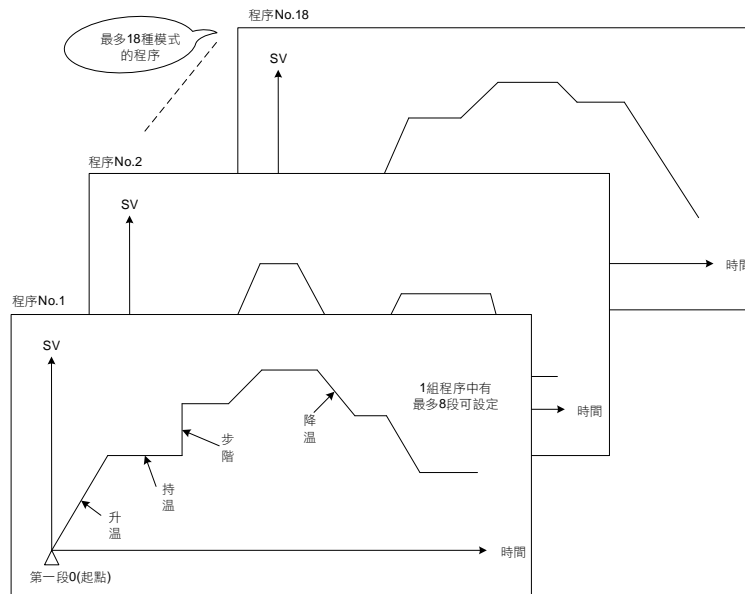 程序No.18
最多18種模式
的程序
SV
時間
程序No.2
SV
時間
程序No.1
SV
1組程序中有
最多8段可設定
降
温
步
階
持
温
升
温
時間
第一段0(起點)